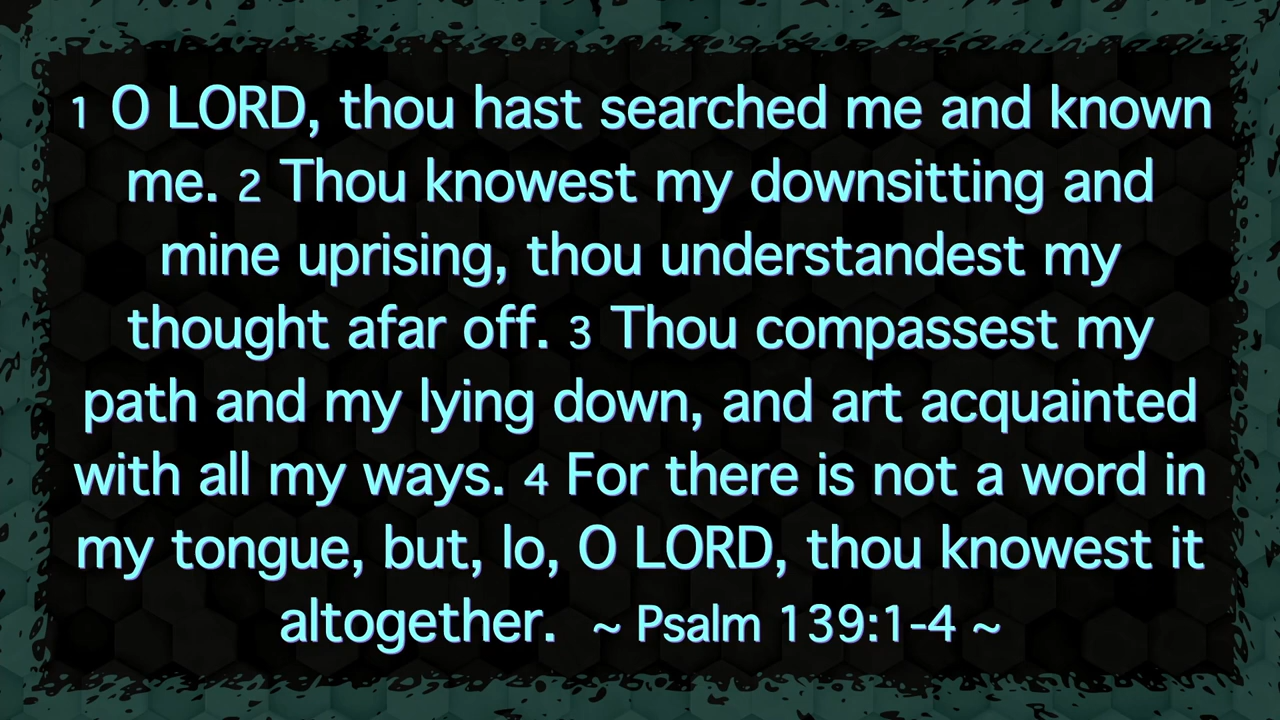 1 O LORD, thou hast searched me and known
me. 2 Thou knowest my downsitting and
mine uprising, thou understandest my
thought afar off. 3 Thou compassest my
path and my lying down, and art acquainted
with all my ways. 4 For there is not a word in
my tongue, but, lo, O LORD, thou knowest it
altogether. ~ Psalm 139:1-4 ~